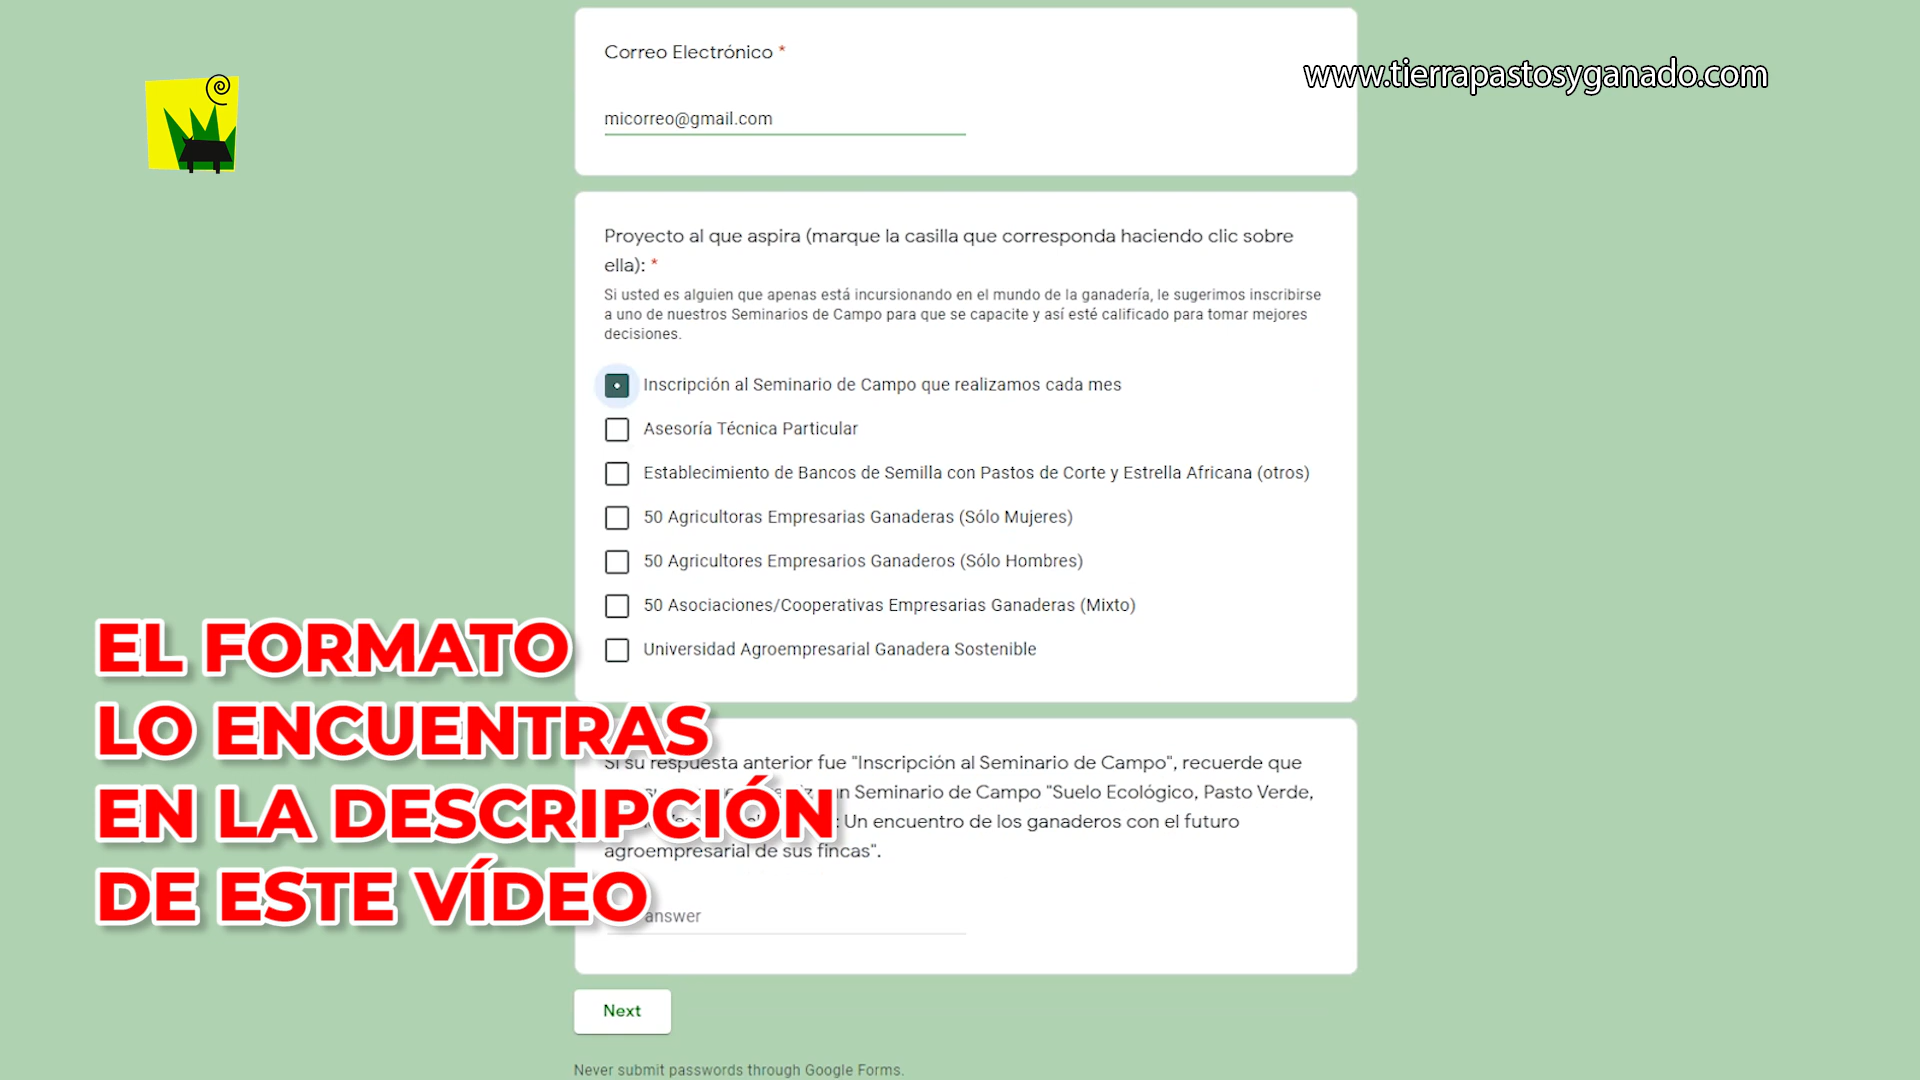 Correo Electrónico *
www.tierrapastosyganado.com
micorreo@gmail.com
Proyecto al que aspira (marque la casilla que corresponda haciendo clic sobre
ella): *
Si usted es alguien que apenas está incursionando en el mundo de la ganadería, le sugerimos inscribirse
a uno de nuestros Seminarios de Campo para que se capacite y así esté calificado para tomar mejores
decisiones.
Inscripción al Seminario de Campo que realizamos cada mes
Asesoría Técnica Particular
Establecimiento de Bancos de Semilla con Pastos de Corte y Estrella Africana (otros)
50 Agricultoras Empresarias Ganaderas (Sólo Mujeres)
50 Agricultores Empresarios Ganaderos (Sólo Hombres)
50 Asociaciones/Cooperativas Empresarias Ganaderas (Mixto)
Universidad Agroempresarial Ganadera Sostenible
EL FORMATO
LO ENCUENTRAS
EN LA DESCRIPCIÓN
DE ESTE VÍDEO
Si su respuesta anterior fue "Inscripción al Seminario de Campo", recuerde que
Seminario de Campo "Suelo Ecológico, Pasto Verde,
Un encuentro de los ganaderos con el futuro
agroempresarial de sus fincas".
answer
Next
Never submit passwords through Google Forms.